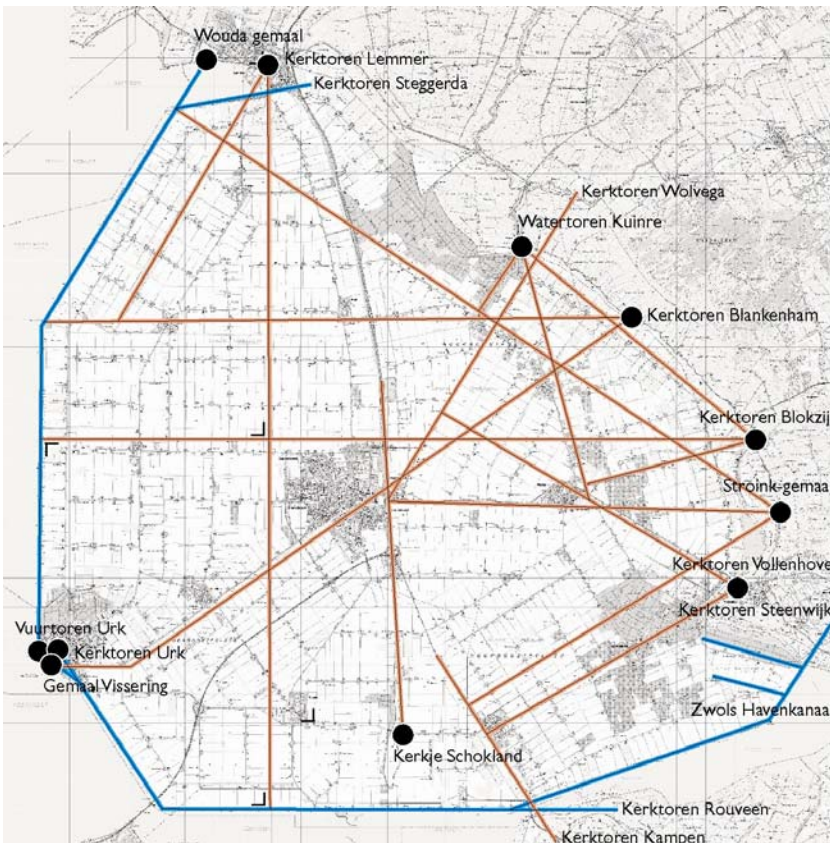 Wouda gemaal
Kerktoren Lemmer
Kerktoren Steggerda
Kerktoren Wolvega
Watertoren Kuinre
Kerktoren Blankenham
Kerktoren Blokzij
Stroink-gemaa
Kerktoren Vollenhove
Kerktoren Steenwijk
Vuurtoren Urk
Kerktoren Urk
Gemaal Vissering
Zwols Havenkanaa
Kerkje Schokland
Kerktoren Rouveen
Kerktoren Kampen